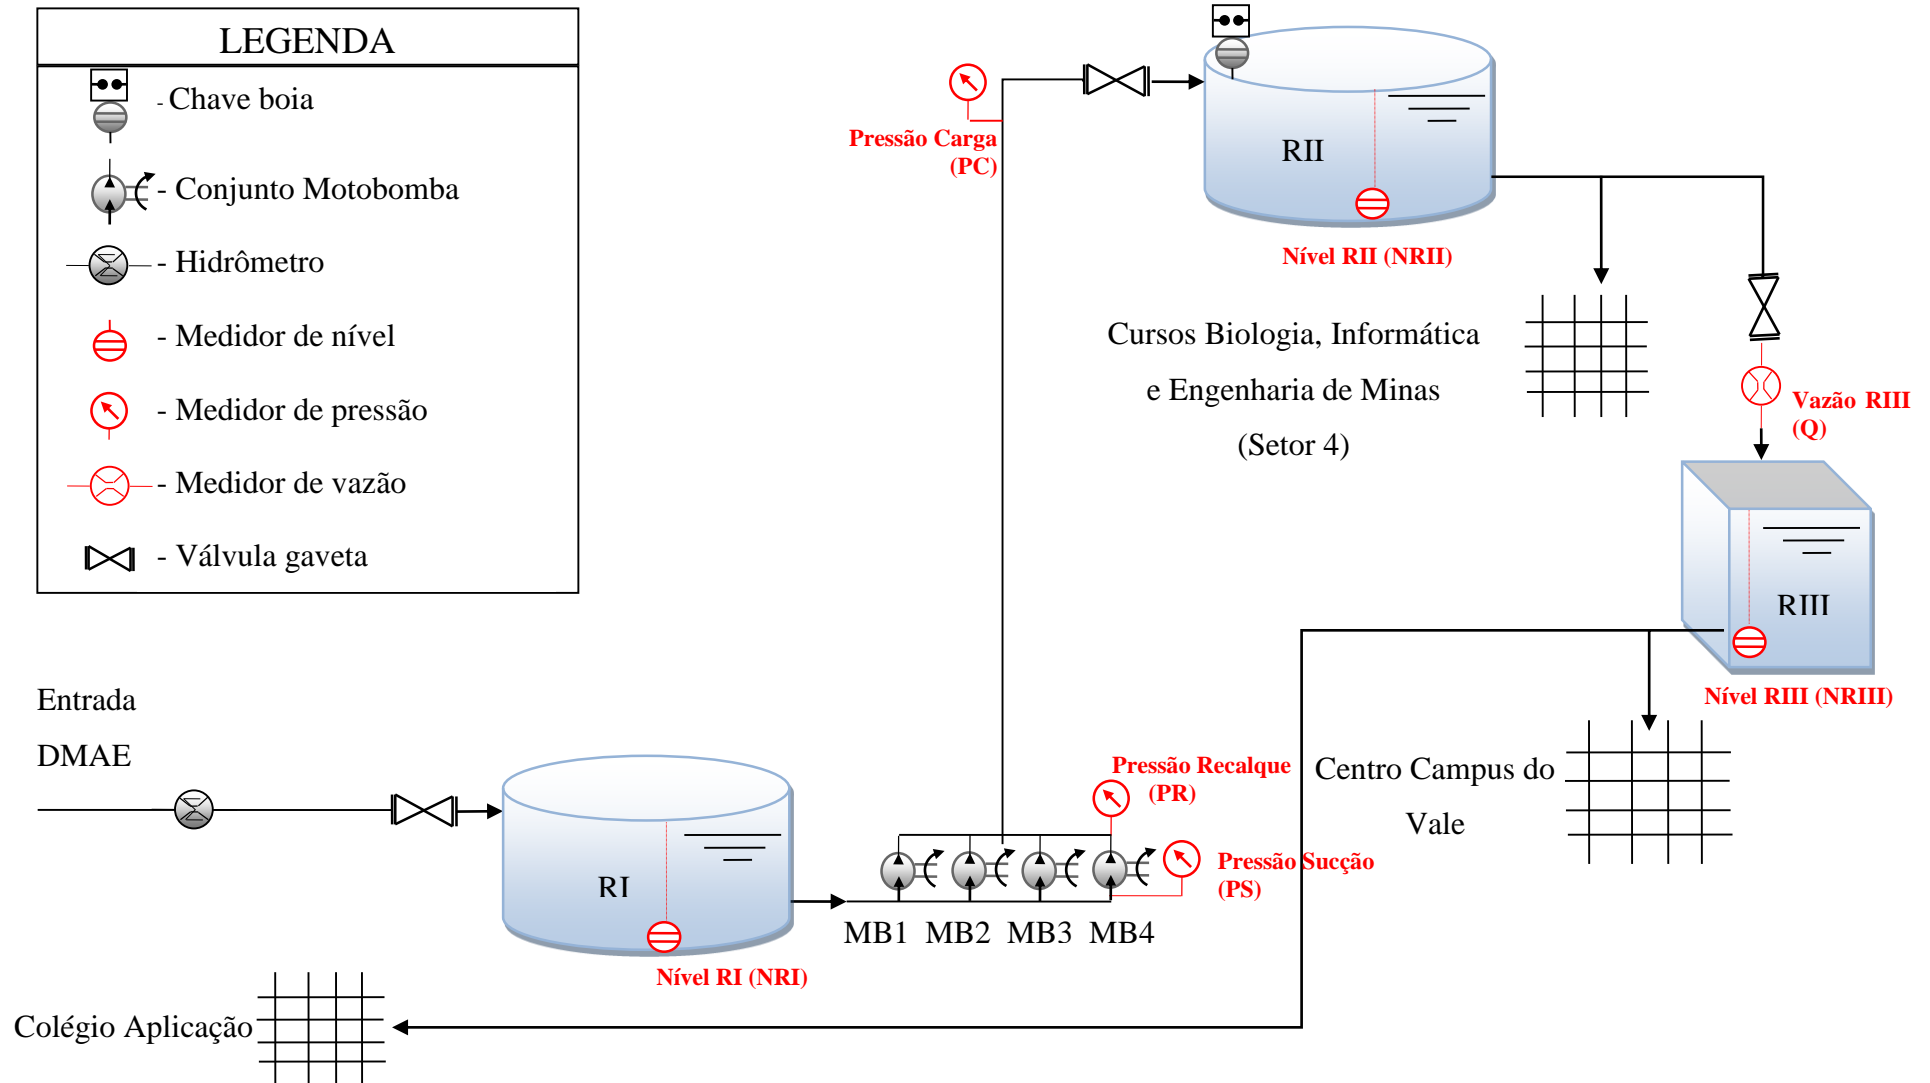 LEGENDA
- Chave boia
- Conjunto Motobomba
- Hidrômetro
- Medidor de nível
- Medidor de pressão
- Medidor de vazão
- Válvula gaveta
Pressão Carga
(PC)
RII
Nível RII (NRII)
Cursos Biologia, Informática
e Engenharia de Minas
(Setor 4)
Vazão RIII
(Q)
RIII
Nível RIII (NRIII)
Entrada
DMAE
RI
Nível RI (NRI)
Pressão Recalque
(PR)
Pressão Sucção
(PS)
MB1 MB2 MB3 MB4
Centro Campus do
Vale
Colégio Aplicação